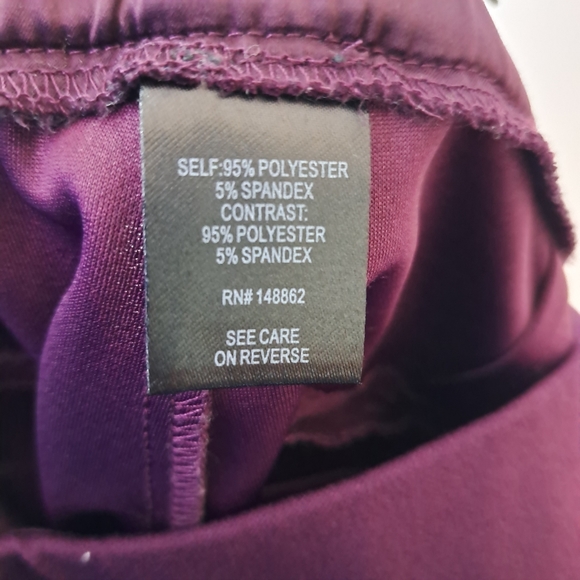 SELF:95% POLYESTER
5% SPANDEX
CONTRAST:
95% POLYESTER
5% SPANDEX
RN# 148862
SEE CARE
ON REVERSE